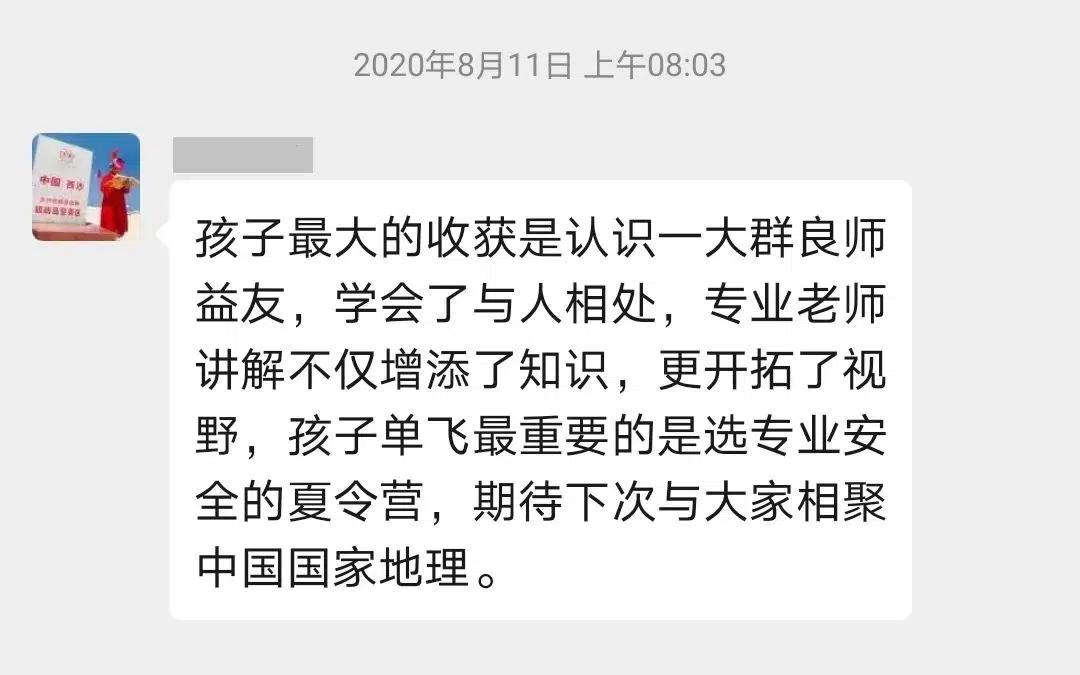 2020年8月11日 上午08:03
中国 西沙
孩子最大的收获是认识一大群良师
益友，学会了与人相处，专业老师
讲解不仅增添了知识，更开拓了视
野，孩子单飞最重要的是选专业安
全的夏令营，期待下次与大家相聚
中国国家地理。